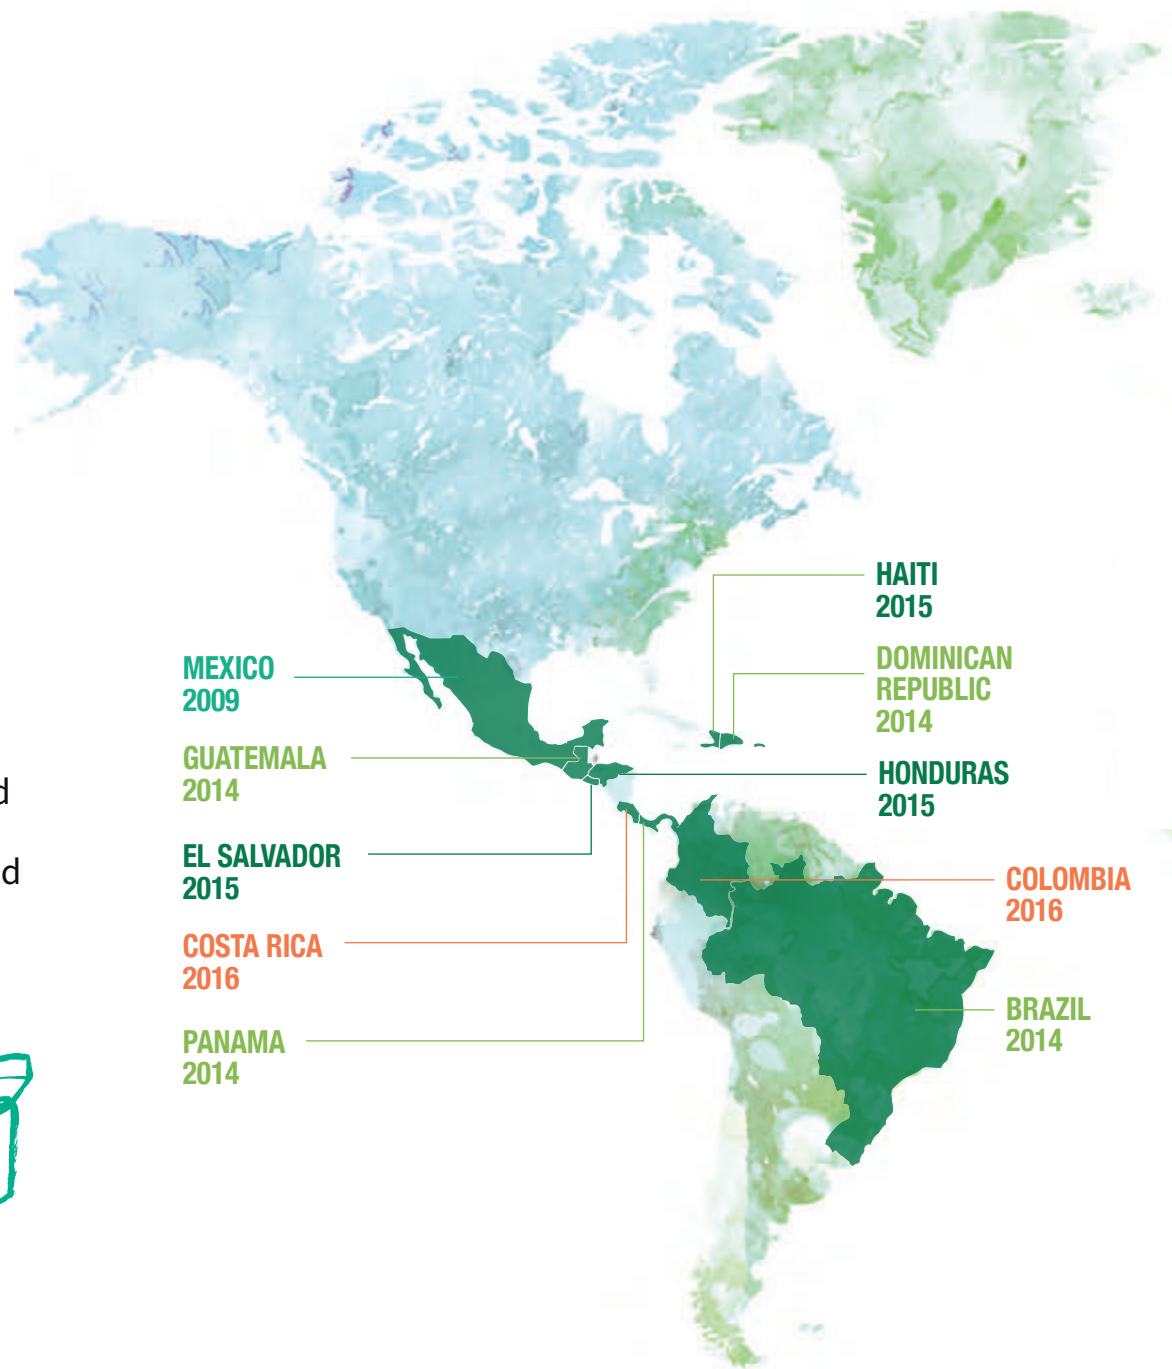 HAITI
2015
DOMINICAN
REPUBLIC
2014
MEXICO
2009
GUATEMALA
2014
HONDURAS
2015
EL SALVADOR
2015
COLOMBIA
2016
COSTA RICA
2016
BRAZIL
2014
PANAMA
2014
d
d